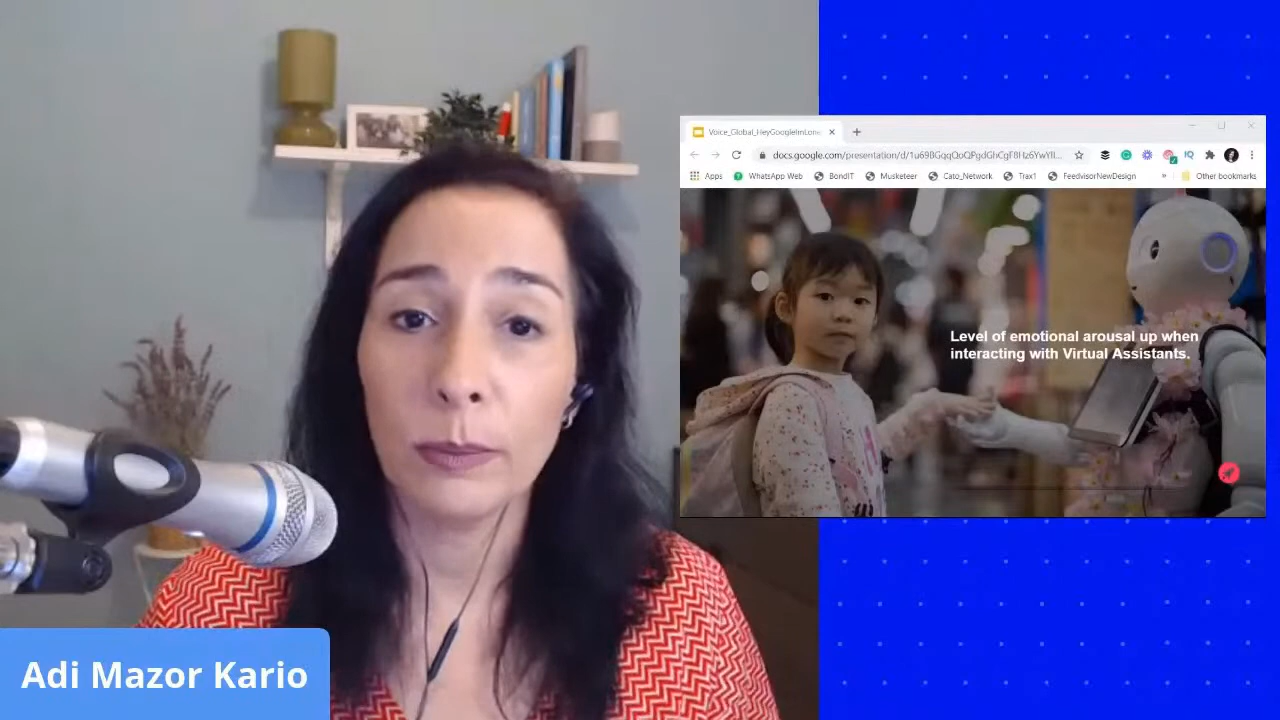 Voice_Global_HeyGoogleImLone
docs.google.com/presentation/d/
Apps
WhatsApp Web
BondIT
Musketeer
Cato_Network
Trax1
FeedvisorNewDesign
»
Other bookmarks
Level of emotional arousal up when
interacting with Virtual Assistants.
Adi Mazor Kario